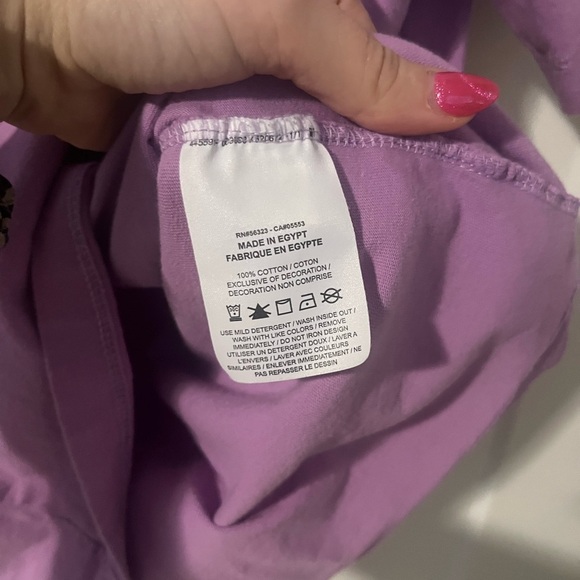 RN#56323 - CA#05553
MADE IN EGYPT
FABRIQUE EN EGYPTE
100% COTTON / COTON
EXCLUSIVE OF DECORATION /
DECORATION NON COMPRISE
USE MILD DETERGENT / WASH INSIDE OUT /
WASH WITH LIKE COLORS / REMOVE
IMMEDIATELY / DO NOT IRON DESIGN
UTILISER UN DETERGENT DOUX / LAVER A
L'ENVERS / LAVER AVEC COULEURS
SIMILAIRES / ENLEVER IMMEDIATEMENT / NE
PAS REPASSER LE DESSIN